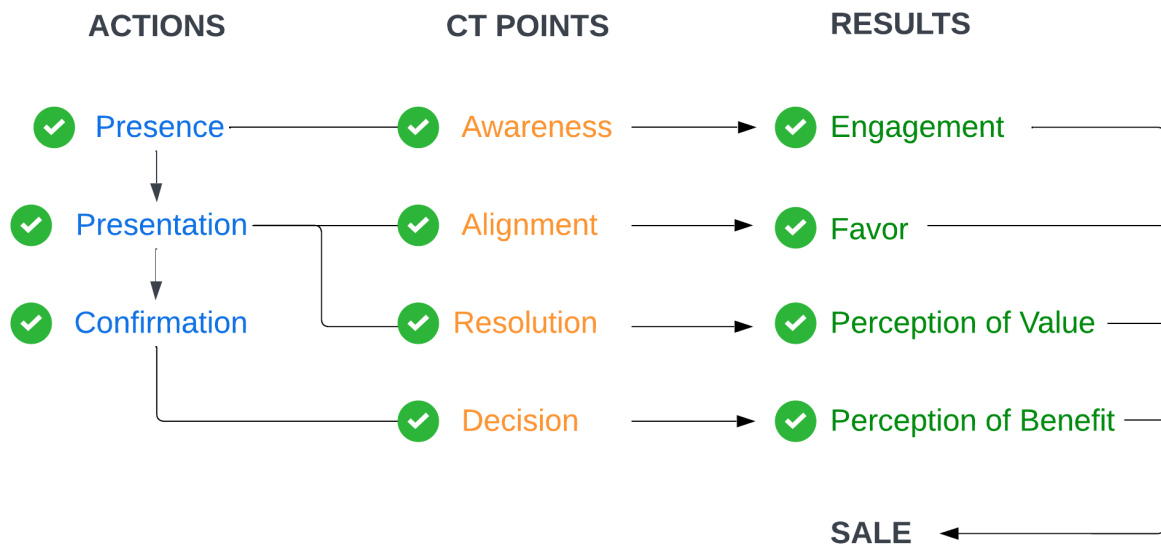 ACTIONS CT POINTS RESULTS
Presence Awareness Engagement
Presentation Alignment Favor
Confirmation Resolution Perception of Value
Decision Perception of Benefit
SALE